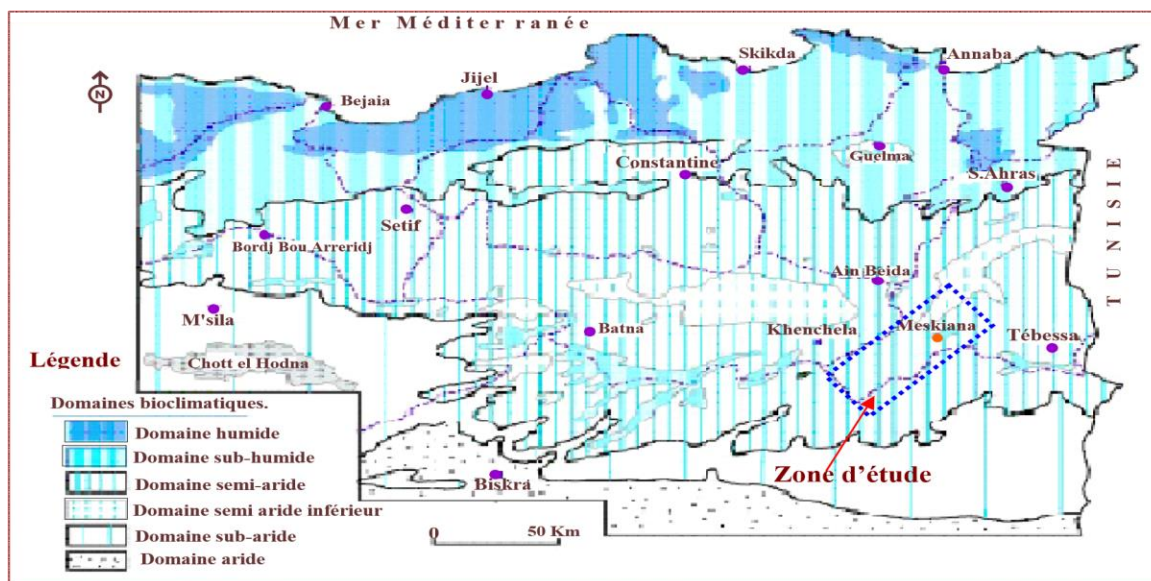 Mer Méditerranée
N
Skikda
Annaba
Jijel
Bejaia
Guelma
Constantine
S.Ahras
TUNISIE
Setif
Bordj Bou Arreridj
Ain Beida
M'sila
Batna
Khenchela
Meskiana
Tébessa
Légende
Chott el Hodna
Domaines bioclimatiques.
Domaine humide
Domaine sub-humide
Domaine semi-aride
Domaine semi aride inférieur
Domaine sub-aride
Domaine aride
Biskra
Zone d'étude
0 50 Km